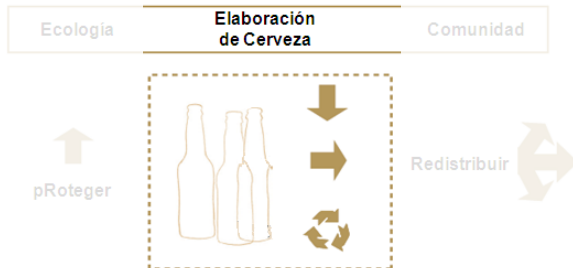 Ecología
Elaboración
de Cerveza
Comunidad
pRoteger
Redistribuir